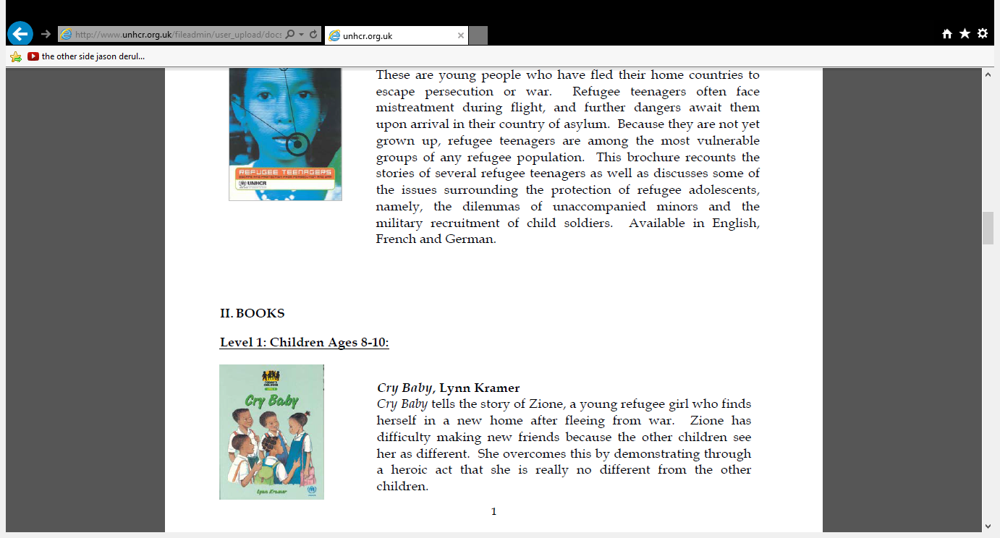 http://www.unhcr.org.uk/fileadmin/user_upload/docs
unhcr.org.uk
the other side jason derul...
These are young people who have fled their home countries to
escape persecution or war. Refugee teenagers often face
mistreatment during flight, and further dangers await them
upon arrival in their country of asylum. Because they are not yet
grown up, refugee teenagers are among the most vulnerable
groups of any refugee population. This brochure recounts the
stories of several refugee teenagers as well as discusses some of
the issues surrounding the protection of refugee adolescents,
namely, the dilemmas of unaccompanied minors and the
military recruitment of child soldiers. Available in English,
French and German.
REFUGEE TEENAGERS
ESCAPE AND PROTECTION FROM PERSECUTION AND WAR
UNHCR
II. BOOKS
Level 1: Children Ages 8-10:
TODAY'S
CHILDREN
Cry Baby
Lynn Kramer
Cry Baby, Lynn Kramer
Cry Baby tells the story of Zione, a young refugee girl who finds
herself in a new home after fleeing from war. Zione has
difficulty making new friends because the other children see
her as different. She overcomes this by demonstrating through
a heroic act that she is really no different from the other
children.
1